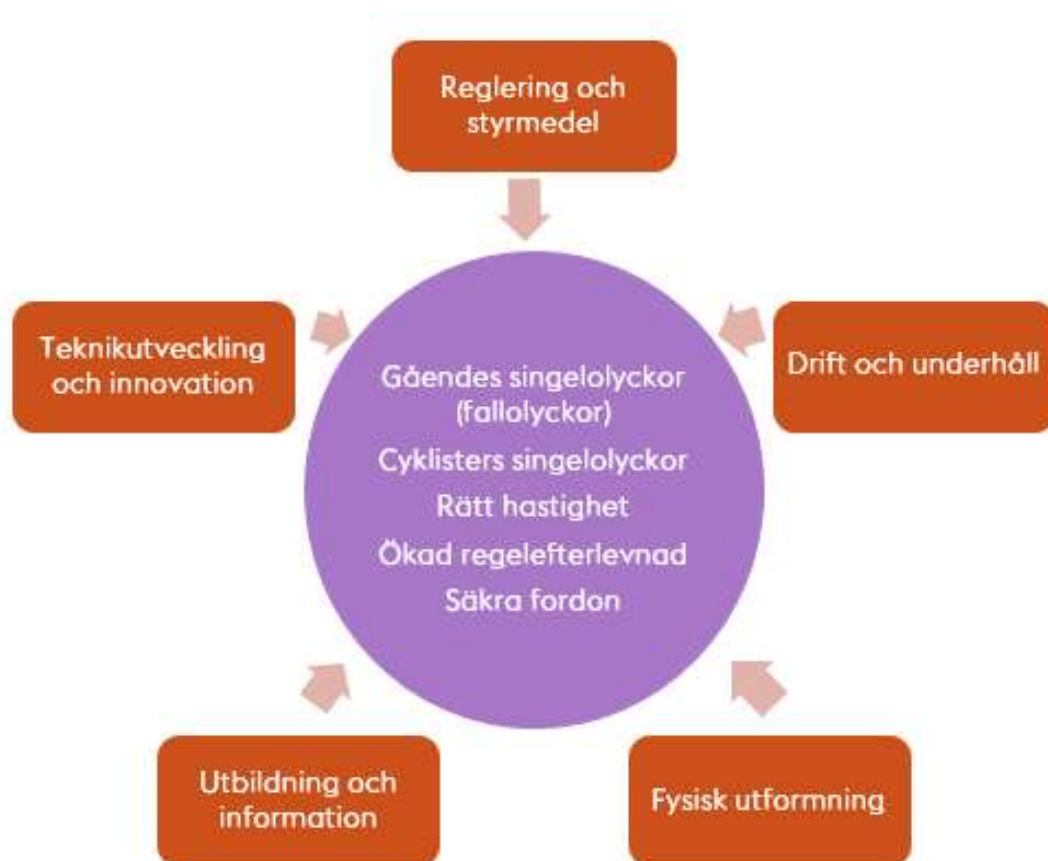 Reglering och
styrmedel
Teknikutveckling
och innovation
Drift och underhåll
Gåendes singelolyckor
(fallolyckor)
Cyklisters singelolyckor
Rätt hastighet
Ökad regelefterlevnad
Säkra fordon
Utbildning och
information
Fysisk utformning